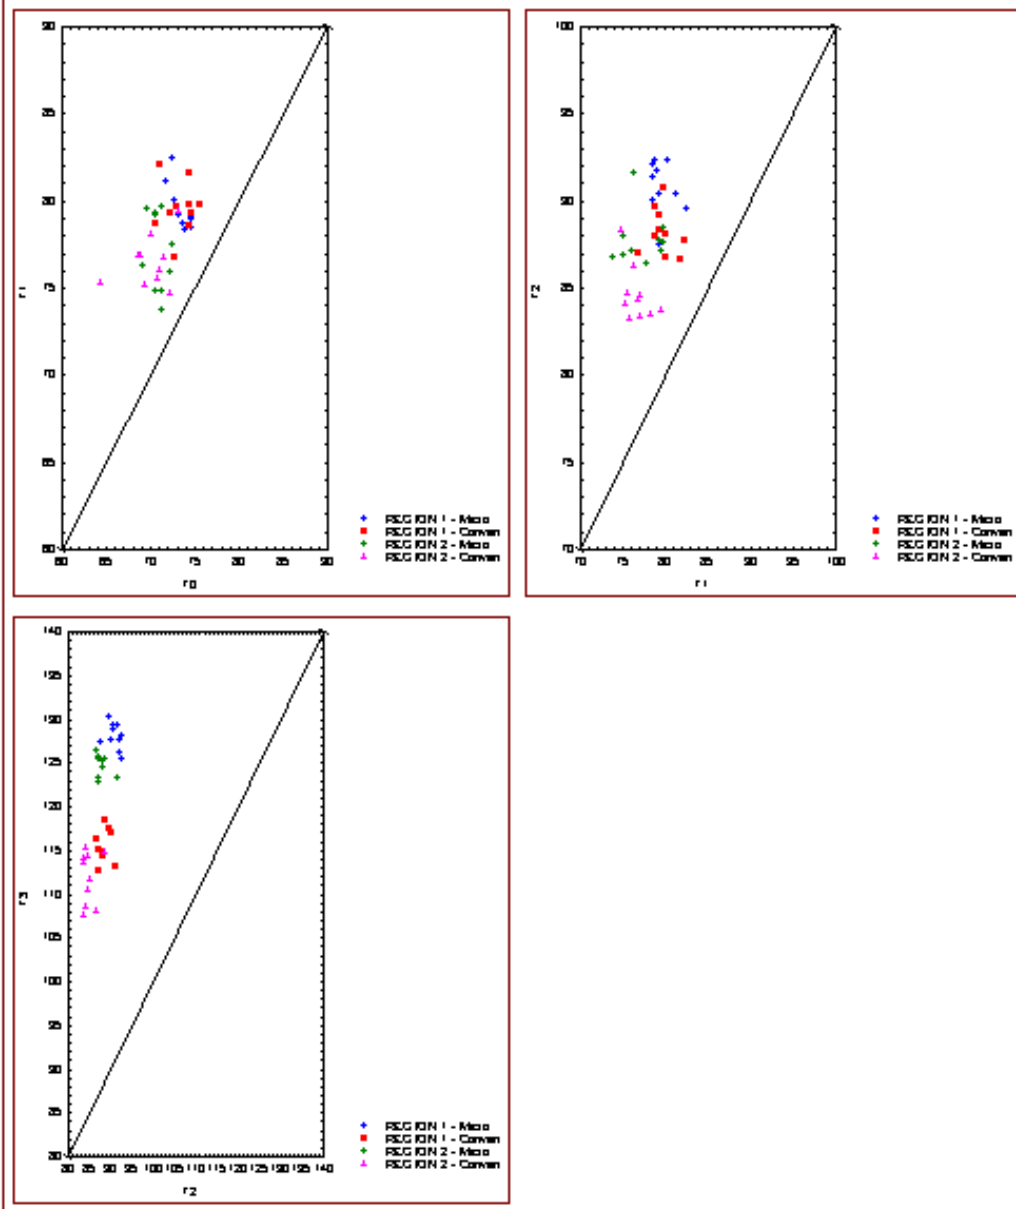 90
85
80
75
70
65
60
r1
60 65 70 75 80 85 90
r0
REGION 1 - Micro
REGION 1 - Conven
REGION 2 - Micro
REGION 2 - Conven
100
95
90
85
80
75
70
r2
70 75 80 85 90 95 100
r1
REGION 1 - Micro
REGION 1 - Conven
REGION 2 - Micro
REGION 2 - Conven
140
135
130
125
120
115
110
105
100
95
90
85
80
r3
80 85 90 95 100 105 110 115 120 125 130 135 140
r2
REGION 1 - Micro
REGION 1 - Conven
REGION 2 - Micro
REGION 2 - Conven